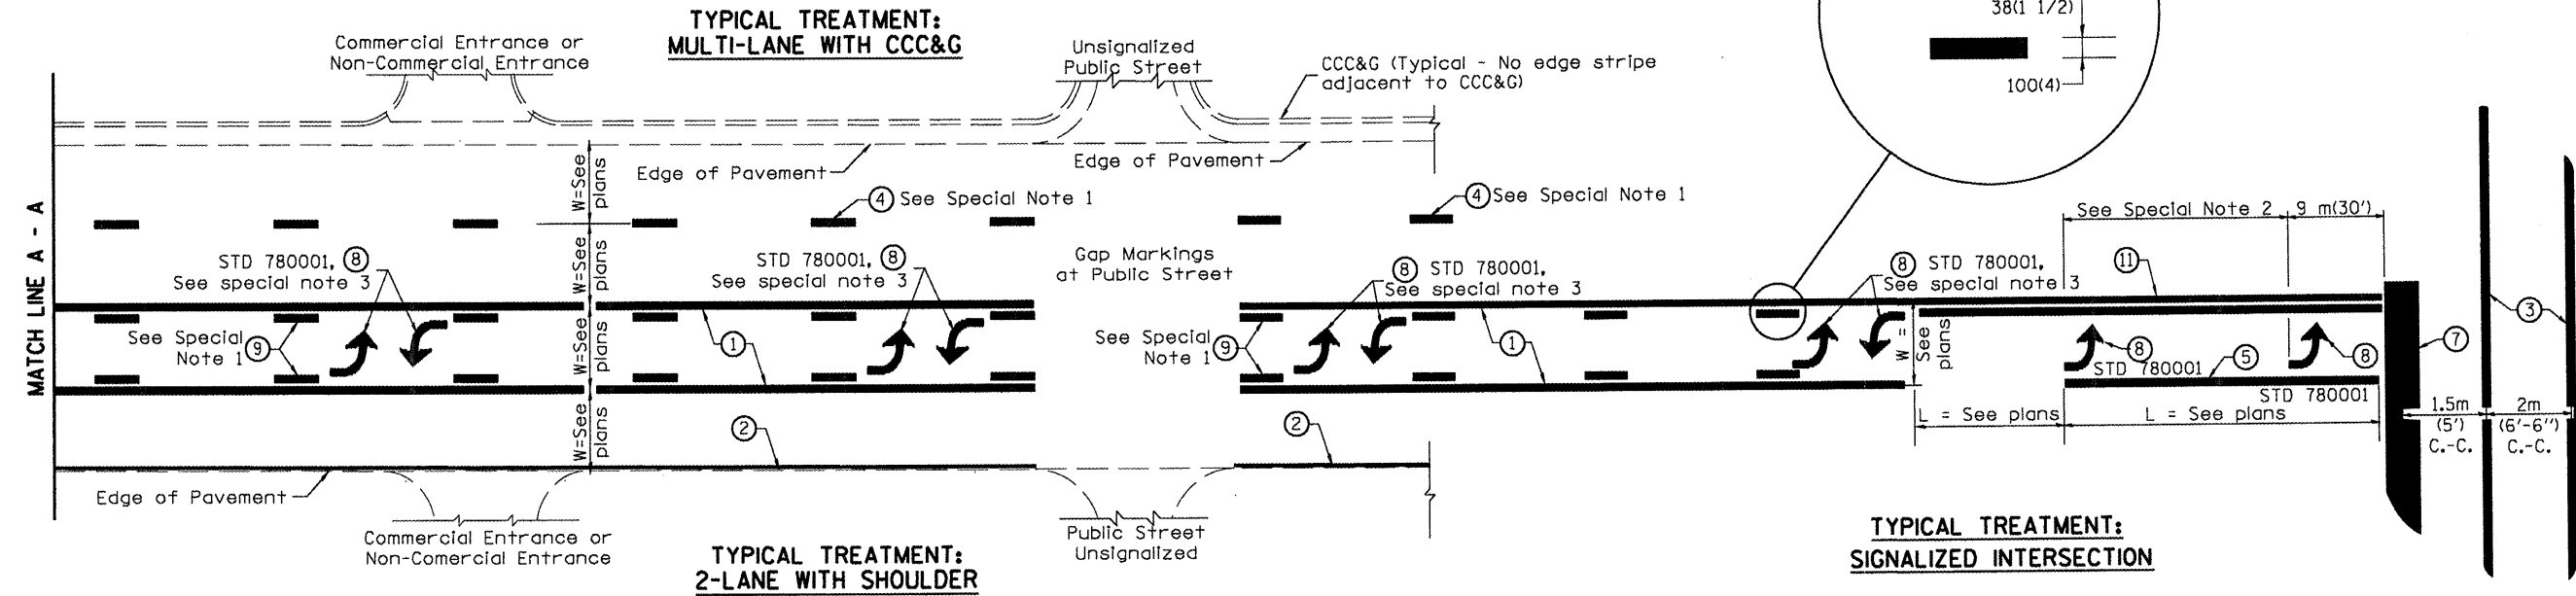 TYPICAL TREATMENT:
MULTI-LANE WITH CCC&G
38(1 1/2)
100(4)
Commercial Entrance or
Non-Commercial Entrance
Unsignalized
Public Street
CCC&G (Typical - No edge stripe
adjacent to CCC&G)
Edge of Pavement
Edge of Pavement
MATCH LINE A - A
W=See
plans
4 See Special Note 1
4 See Special Note 1
See Special Note 2
9 m(30')
W=See
plans
STD 780001, 8
See special note 3
STD 780001, 8
See special note 3
Gap Markings
at Public Street
8 STD 780001,
See special note 3
8 STD 780001,
See special note 3
11
3
See Special
Note 1
9
W=See
plans
1
See Special
Note 1
9
1
W =
See
plans
8
STD 780001
5
8
7
STD 780001
W=See
plans
2
2
L = See plans
L = See plans
1.5m
(5')
C.-C.
2m
(6'-6")
C.-C.
Edge of Pavement
Commercial Entrance or
Non-Comercial Entrance
Public Street
Unsignalized
TYPICAL TREATMENT:
2-LANE WITH SHOULDER
TYPICAL TREATMENT:
SIGNALIZED INTERSECTION